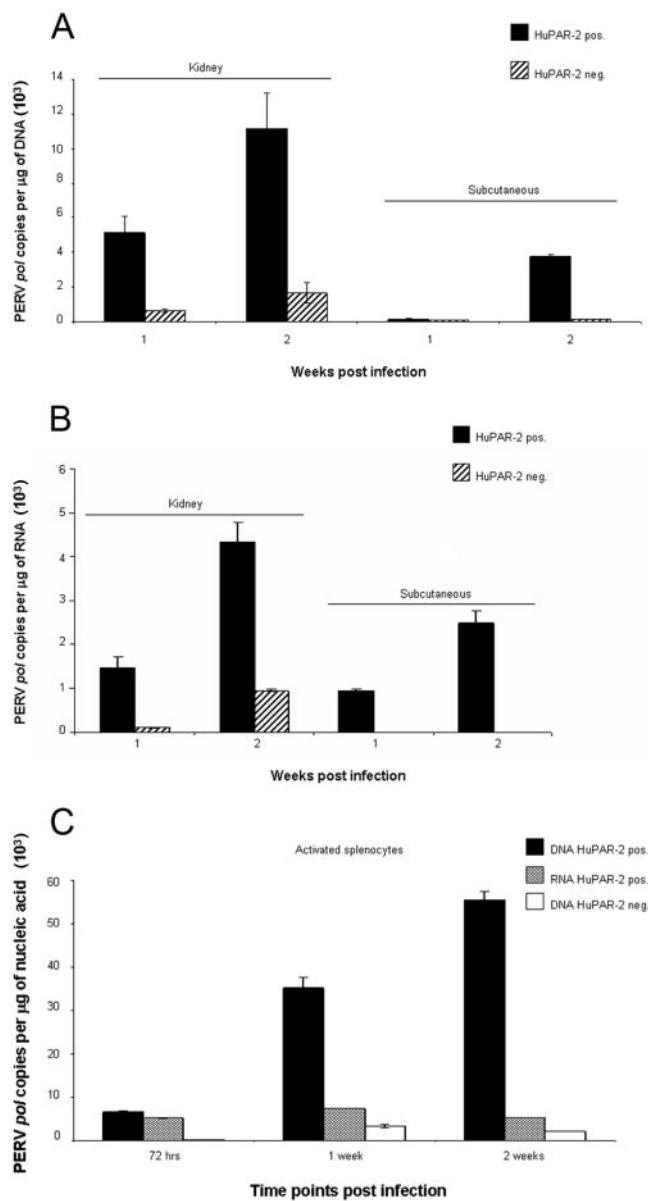 A
HuPAR-2 pos.
HuPAR-2 neg.
Kidney
Subcutaneous
PERV pol copies per µg of DNA (10³)
14
12
10
8
6
4
2
0
1
2
1
2
Weeks post infection
B
HuPAR-2 pos.
HuPAR-2 neg.
Kidney
Subcutaneous
PERV pol copies per µg of RNA (10³)
6
5
4
3
2
1
0
1
2
1
2
Weeks post infection
C
Activated splenocytes
DNA HuPAR-2 pos.
RNA HuPAR-2 pos.
DNA HuPAR-2 neg.
PERV pol copies per µg of nucleic acid (10³)
60
50
40
30
20
10
0
72 hrs
1 week
2 weeks
Time points post infection